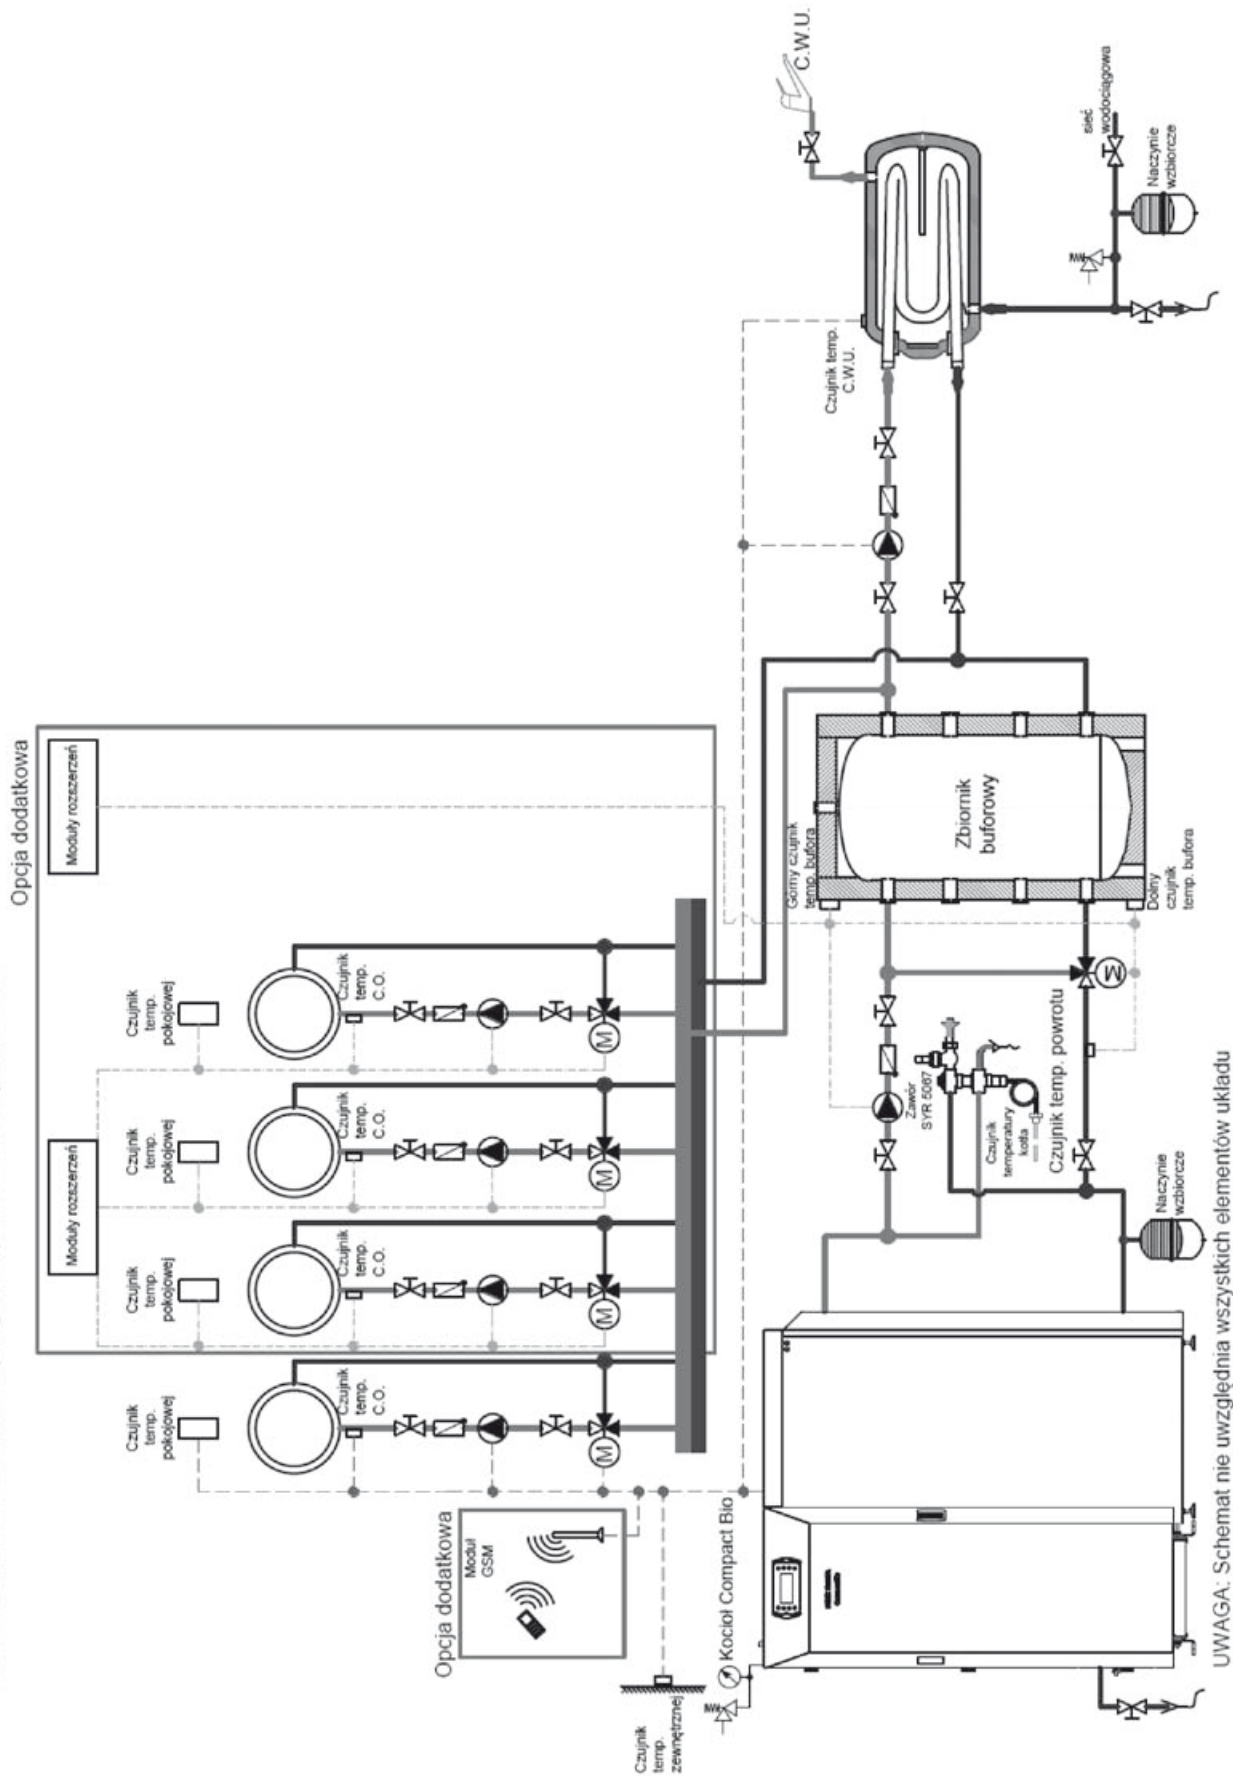 Opcja dodatkowa
Moduły rozszerzeń
Moduły rozszerzeń
Czujnik
temp.
pokojowej
Czujnik
temp.
pokojowej
Czujnik
temp.
pokojowej
Czujnik
temp.
pokojowej
Czujnik
temp.
C.O.
Czujnik
temp.
C.O.
Czujnik
temp.
C.O.
Czujnik
temp.
C.O.
M
M
M
M
Opcja dodatkowa
Moduł
GSM
Czujnik
temp.
zewnętrznej
Kocioł Compact Bio
Zawór
SYR 5067
Czujnik
temperatury
kotła
Czujnik temp. powrotu
M
Naczynie
wzbiorcze
Górny czujnik
temp. bufora
Zbiornik
buforowy
Dolny
czujnik
temp. bufora
Czujnik temp.
C.W.U.
C.W.U.
sieć
wodociągowa
Naczynie
wzbiorcze
UWAGA: Schemat nie uwzględnia wszystkich elementów układu